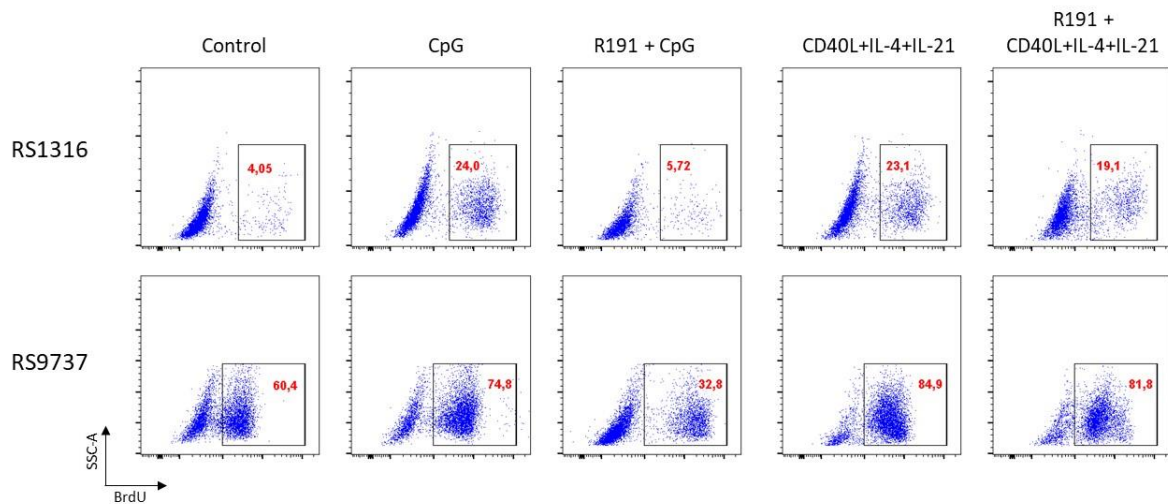 Control
CpG
R191 + CpG
CD40L+IL-4+IL-21
R191 +
CD40L+IL-4+IL-21
RS1316
4,05
24,0
5,72
23,1
19,1
RS9737
60,4
74,8
32,8
84,9
81,8
SSC-A
BrdU